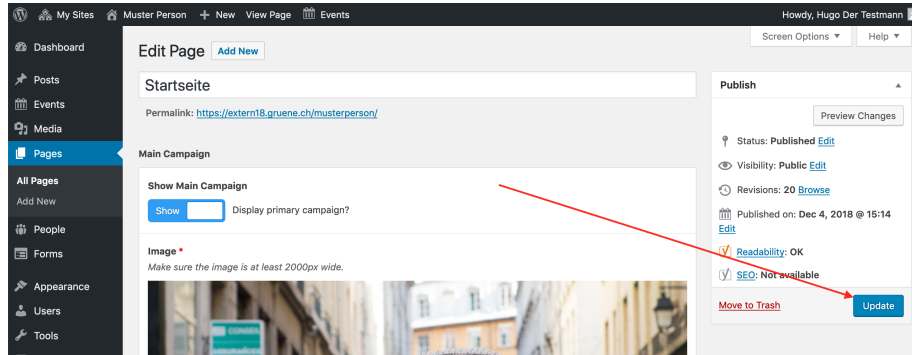 My Sites Muster Person + New View Page Events Howdy, Hugo Der Testmann
Screen Options ▼ Help ▼
Dashboard
Posts
Events
Media
Pages
All Pages
Add New
People
Forms
Appearance
Users
Tools
Edit Page Add New
Startseite
Permalink: https://extern18.gruene.ch/musterperson/
Main Campaign
Show Main Campaign
Show Display primary campaign?
Image *
Make sure the image is at least 2000px wide.
CONSEIL
Publish
Preview Changes
Status: Published Edit
Visibility: Public Edit
Revisions: 20 Browse
Published on: Dec 4, 2018 @ 15:14
Edit
Readability: OK
SEO: Not available
Move to Trash Update